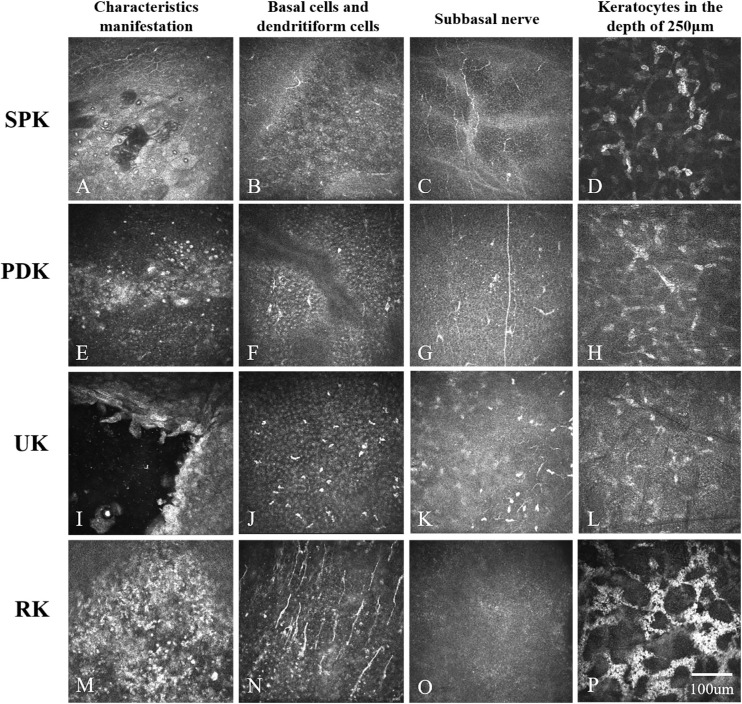 Characteristics
manifestation
Basal cells and
dendritiform cells
Subbasal nerve
Keratocytes in the
depth of 250μm
SPK
A
B
C
D
PDK
E
F
G
H
UK
I
J
K
L
RK
M
N
O
P
100um